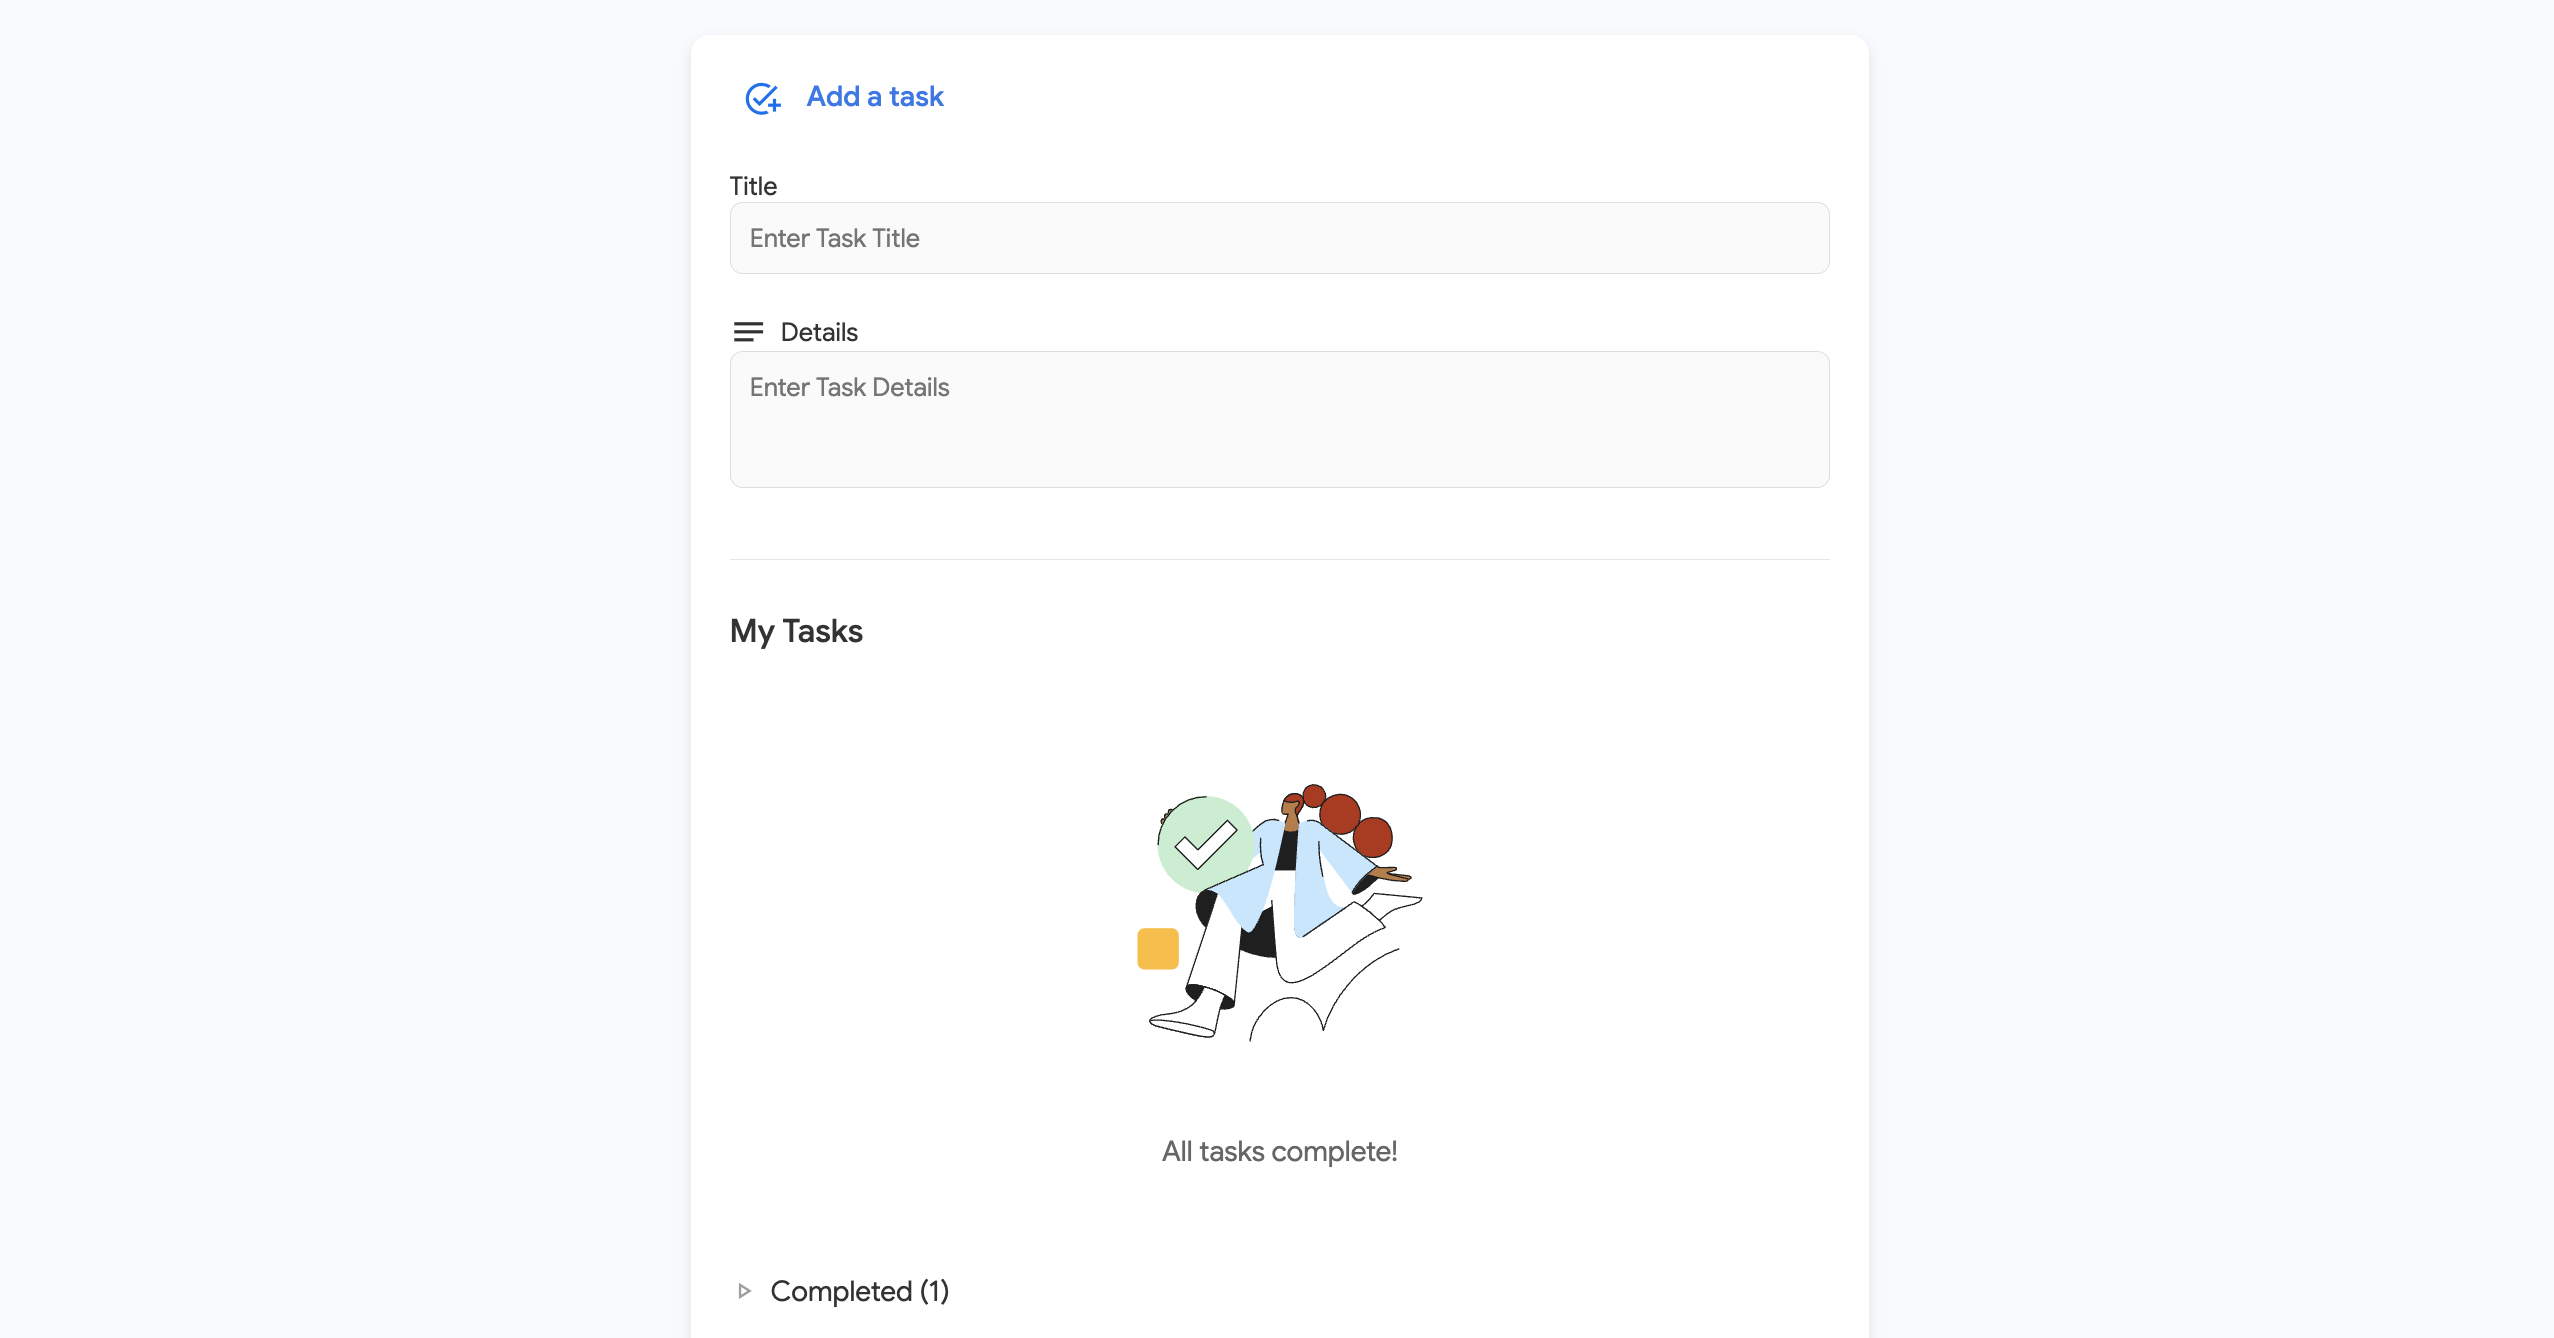 Add a task
Title
Enter Task Title
Details
Enter Task Details
My Tasks
All tasks complete!
Completed (1)